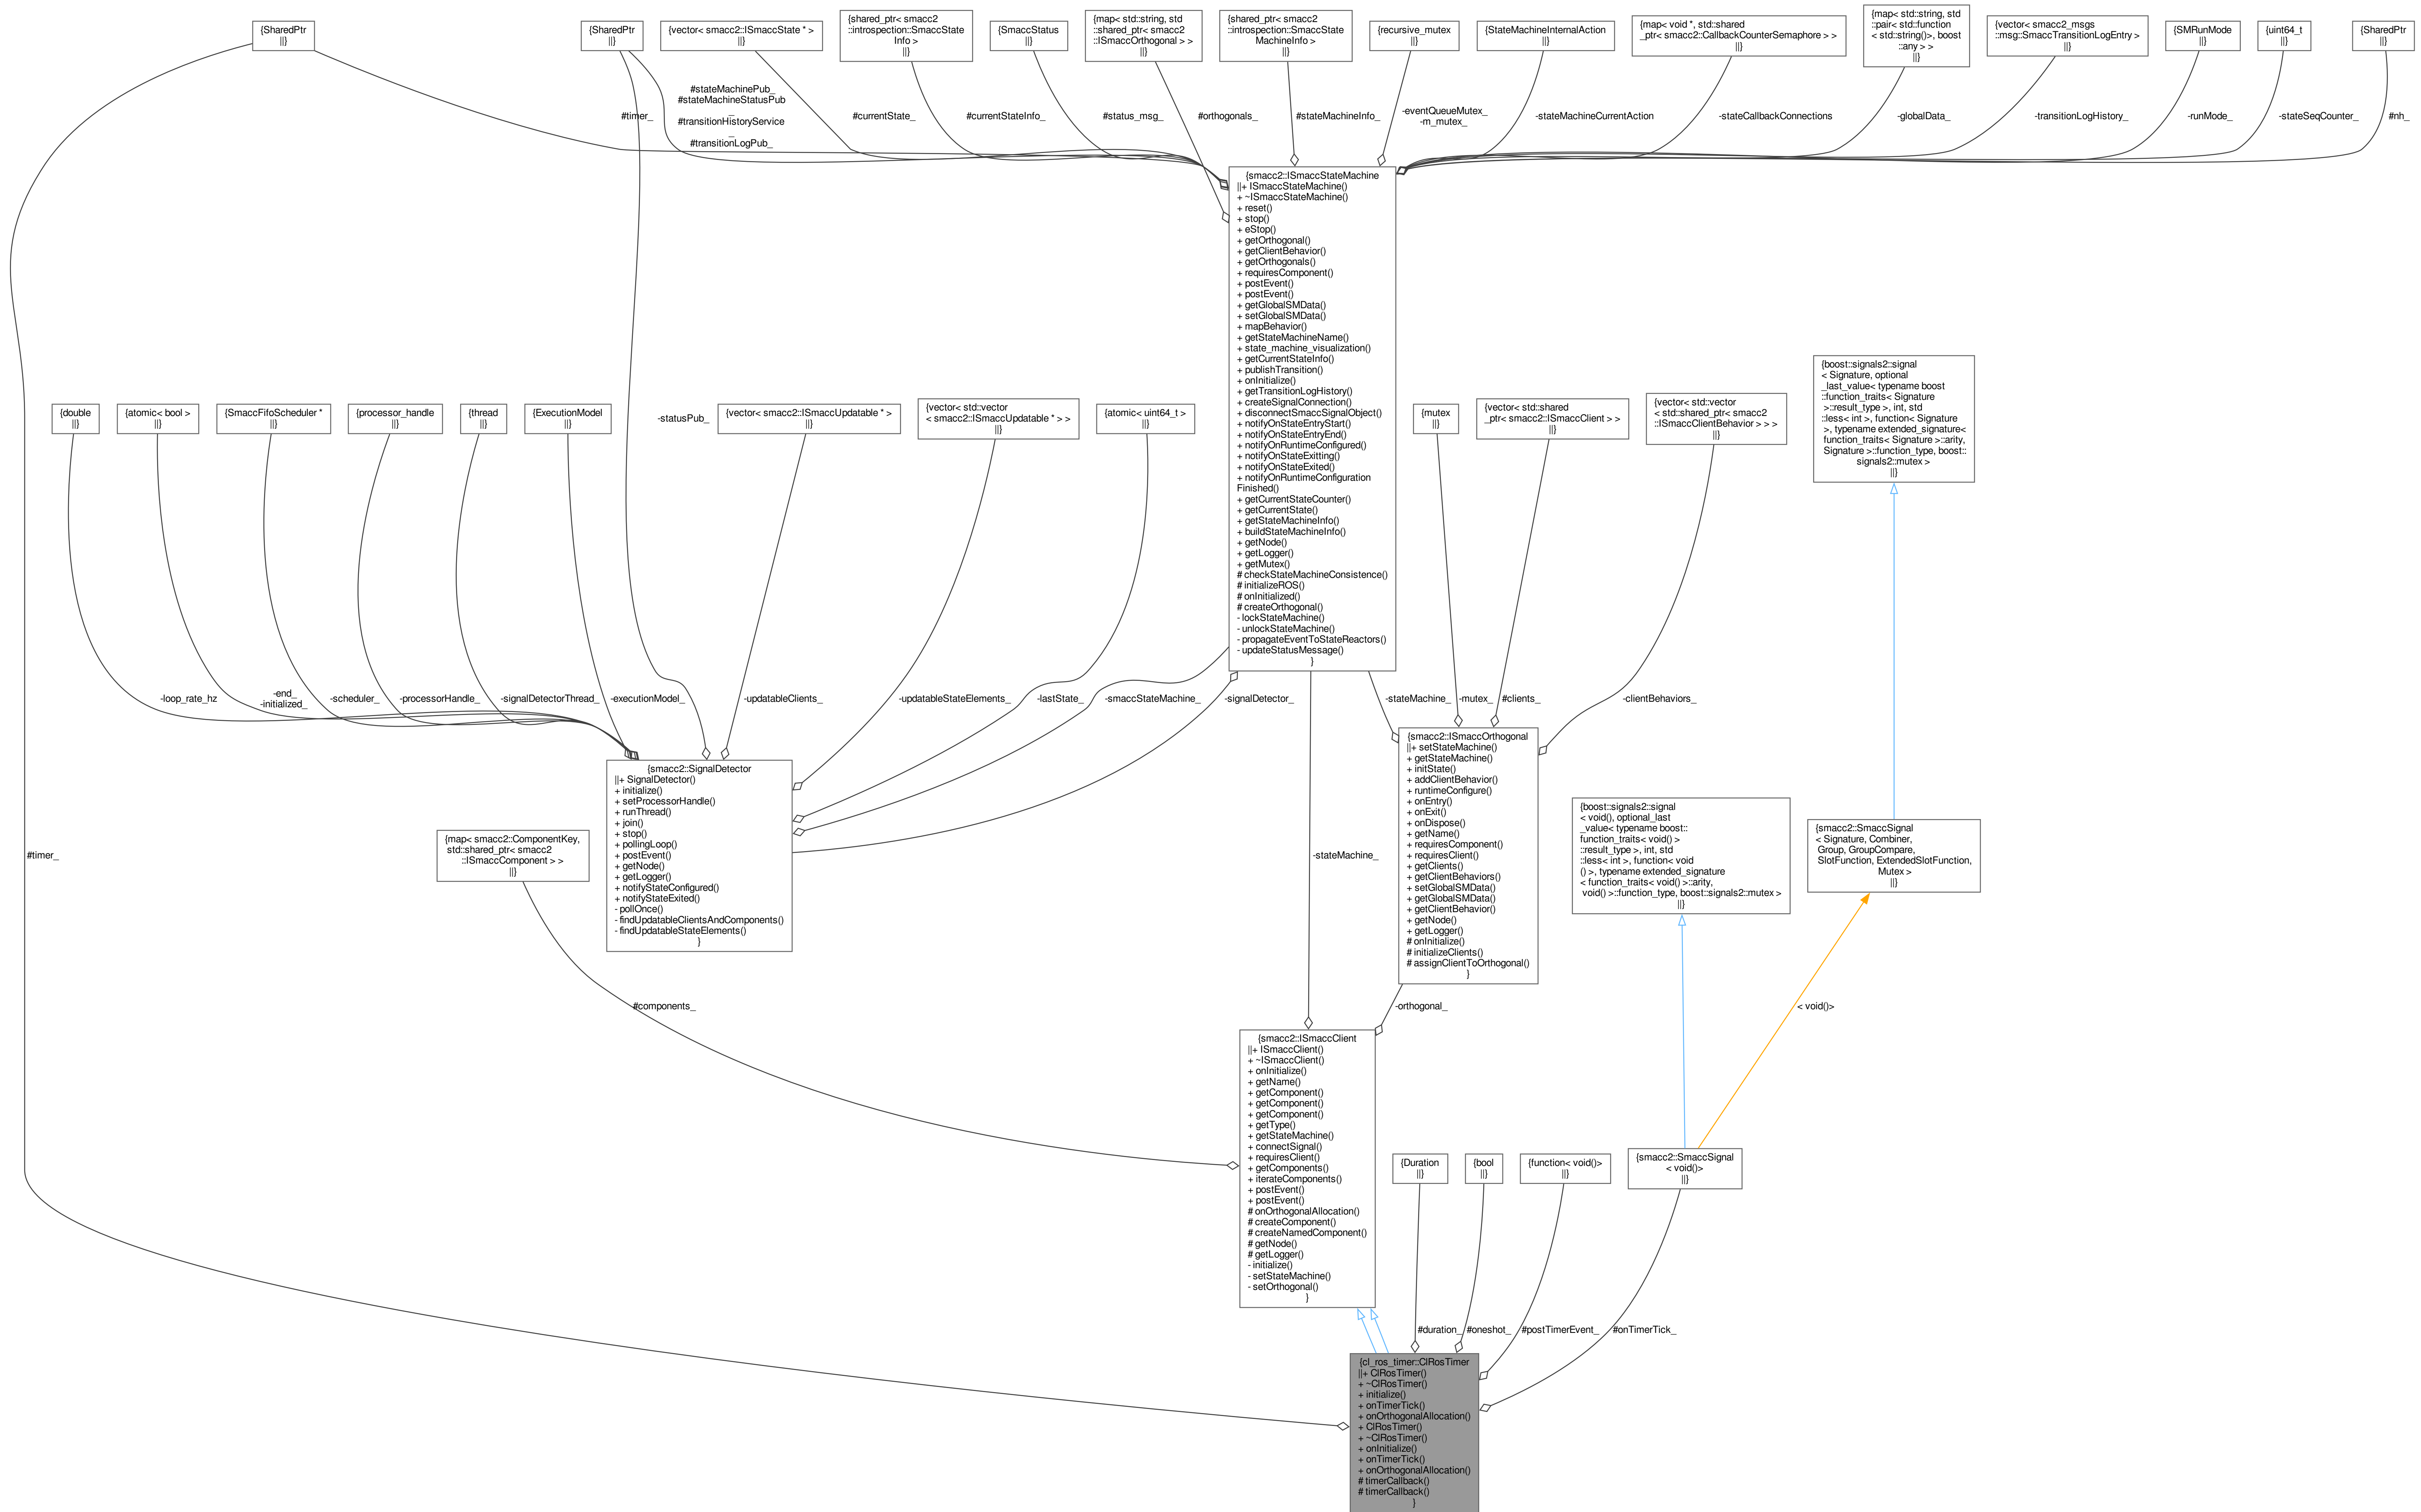 {SharedPtr
||}
{SharedPtr
||}
{vector< smacc2::ISmaccState * >
||}
{shared_ptr< smacc2
::introspection::SmaccState
Info >
||}
{SmaccStatus
||}
{map< std::string, std
::shared_ptr< smacc2
::ISmaccOrthogonal > >
||}
{shared_ptr< smacc2
::introspection::SmaccState
MachineInfo >
||}
{recursive_mutex
||}
{StateMachineInternalAction
||}
{map< void *, std::shared
_ptr< smacc2::CallbackCounterSemaphore > >
||}
{map< std::string, std
::pair< std::function
< std::string()>, boost
::any > >
||}
{vector< smacc2_msgs
::msg::SmaccTransitionLogEntry >
||}
{SMRunMode
||}
{uint64_t
||}
{SharedPtr
||}
#timer_
#stateMachinePub_
#stateMachineStatusPub
_
#transitionHistoryService
_
#transitionLogPub_
#currentState_
#currentStateInfo_
#status_msg_
#orthogonals_
#stateMachineInfo_
-eventQueueMutex_
-m_mutex_
-stateMachineCurrentAction
-stateCallbackConnections
-globalData_
-transitionLogHistory_
-runMode_
-stateSeqCounter_
#nh_
{smacc2::ISmaccStateMachine
||+ ISmaccStateMachine()
+ ~ISmaccStateMachine()
+ reset()
+ stop()
+ eStop()
+ getOrthogonal()
+ getClientBehavior()
+ getOrthogonals()
+ requiresComponent()
+ postEvent()
+ postEvent()
+ getGlobalSMData()
+ setGlobalSMData()
+ mapBehavior()
+ getStateMachineName()
+ state_machine_visualization()
+ getCurrentStateInfo()
+ publishTransition()
+ onInitialize()
+ getTransitionLogHistory()
+ createSignalConnection()
+ disconnectSmaccSignalObject()
+ notifyOnStateEntryStart()
+ notifyOnStateEntryEnd()
+ notifyOnRuntimeConfigured()
+ notifyOnStateExitting()
+ notifyOnStateExited()
+ notifyOnRuntimeConfiguration
Finished()
+ getCurrentStateCounter()
+ getCurrentState()
+ getStateMachineInfo()
+ buildStateMachineInfo()
+ getNode()
+ getLogger()
+ getMutex()
# checkStateMachineConsistence()
# initializeROS()
# onInitialized()
# createOrthogonal()
- lockStateMachine()
- unlockStateMachine()
- propagateEventToStateReactors()
- updateStatusMessage()
}
{double
||}
{atomic< bool >
||}
{SmaccFifoScheduler *
||}
{processor_handle
||}
{thread
||}
{ExecutionModel
||}
-statusPub_
{vector< smacc2::ISmaccUpdatable * >
||}
{vector< std::vector
< smacc2::ISmaccUpdatable * > >
||}
{atomic< uint64_t >
||}
{mutex
||}
{vector< std::shared
_ptr< smacc2::ISmaccClient > >
||}
{vector< std::vector
< std::shared_ptr< smacc2
::ISmaccClientBehavior > > >
||}
{boost::signals2::signal
< Signature, optional
_last_value< typename boost
::function_traits< Signature
>::result_type >, int, std
::less< int >, function< Signature
>, typename extended_signature<
function_traits< Signature >::arity,
Signature >::function_type, boost::
signals2::mutex >
||}
-loop_rate_hz
-end_
-initialized_
-scheduler_
-processorHandle_
-signalDetectorThread_
-executionModel_
-updatableClients_
-updatableStateElements_
-lastState_
-smaccStateMachine_
-signalDetector_
-stateMachine_
-mutex_
#clients_
-clientBehaviors_
{smacc2::SignalDetector
||+ SignalDetector()
+ initialize()
+ setProcessorHandle()
+ runThread()
+ join()
+ stop()
+ pollingLoop()
+ postEvent()
+ getNode()
+ getLogger()
+ notifyStateConfigured()
+ notifyStateExited()
- pollOnce()
- findUpdatableClientsAndComponents()
- findUpdatableStateElements()
}
{smacc2::ISmaccOrthogonal
||+ setStateMachine()
+ getStateMachine()
+ initState()
+ addClientBehavior()
+ runtimeConfigure()
+ onEntry()
+ onExit()
+ onDispose()
+ getName()
+ requiresComponent()
+ requiresClient()
+ getClients()
+ getClientBehaviors()
+ setGlobalSMData()
+ getGlobalSMData()
+ getClientBehavior()
+ getNode()
+ getLogger()
# onInitialize()
# initializeClients()
# assignClientToOrthogonal()
}
{boost::signals2::signal
< void(), optional_last
_value< typename boost::
function_traits< void() >
::result_type >, int, std
::less< int >, function< void
() >, typename extended_signature
< function_traits< void() >::arity,
void() >::function_type, boost::signals2::mutex >
||}
{smacc2::SmaccSignal
< Signature, Combiner,
Group, GroupCompare,
SlotFunction, ExtendedSlotFunction,
Mutex >
||}
{map< smacc2::ComponentKey,
std::shared_ptr< smacc2
::ISmaccComponent > >
||}
#timer_
-stateMachine_
#components_
-orthogonal_
< void()>
{smacc2::ISmaccClient
||+ ISmaccClient()
+ ~ISmaccClient()
+ onInitialize()
+ getName()
+ getComponent()
+ getComponent()
+ getComponent()
+ getType()
+ getStateMachine()
+ connectSignal()
+ requiresClient()
+ getComponents()
+ iterateComponents()
+ postEvent()
+ postEvent()
# onOrthogonalAllocation()
# createComponent()
# createNamedComponent()
# getNode()
# getLogger()
- initialize()
- setStateMachine()
- setOrthogonal()
}
{Duration
||}
{bool
||}
{function< void()>
||}
{smacc2::SmaccSignal
< void()>
||}
#duration_
#oneshot_
#postTimerEvent_
#onTimerTick_
{cl_ros_timer::ClRosTimer
||+ ClRosTimer()
+ ~ClRosTimer()
+ initialize()
+ onTimerTick()
+ onOrthogonalAllocation()
+ ClRosTimer()
+ ~ClRosTimer()
+ onInitialize()
+ onTimerTick()
+ onOrthogonalAllocation()
# timerCallback()
# timerCallback()
}